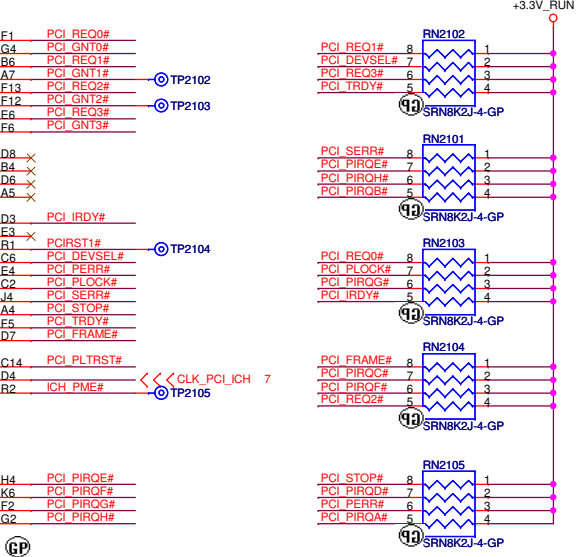 +3.3V_RUN
F1 PCI_REQ0#
G4 PCI_GNT0#
B6 PCI_REQ1#
A7 PCI_GNT1# TP2102
F13 PCI_REQ2#
F12 PCI_GNT2# TP2103
E6 PCI_REQ3#
F6 PCI_GNT3#
D8
B4
D6
A5
D3 PCI_IRDY#
E3
R1 PCIRST1# TP2104
C6 PCI_DEVSEL#
E4 PCI_PERR#
C2 PCI_PLOCK#
J4 PCI_SERR#
A4 PCI_STOP#
F5 PCI_TRDY#
D7 PCI_FRAME#
C14 PCI_PLTRST#
D4 CLK_PCI_ICH 7
R2 ICH_PME# TP2105
H4 PCI_PIRQE#
K6 PCI_PIRQF#
F2 PCI_PIRQG#
G2 PCI_PIRQH#
GP
RN2102
PCI_REQ1# 8 1
PCI_DEVSEL# 7 2
PCI_REQ3# 6 3
PCI_TRDY# 5 4
GP SRN8K2J-4-GP
RN2101
PCI_SERR# 8 1
PCI_PIRQE# 7 2
PCI_PIRQH# 6 3
PCI_PIRQB# 5 4
GP SRN8K2J-4-GP
RN2103
PCI_REQ0# 8 1
PCI_PLOCK# 7 2
PCI_PIRQG# 6 3
PCI_IRDY# 5 4
GP SRN8K2J-4-GP
RN2104
PCI_FRAME# 8 1
PCI_PIRQC# 7 2
PCI_PIRQF# 6 3
PCI_REQ2# 5 4
GP SRN8K2J-4-GP
RN2105
PCI_STOP# 8 1
PCI_PIRQD# 7 2
PCI_PERR# 6 3
PCI_PIRQA# 5 4
GP SRN8K2J-4-GP